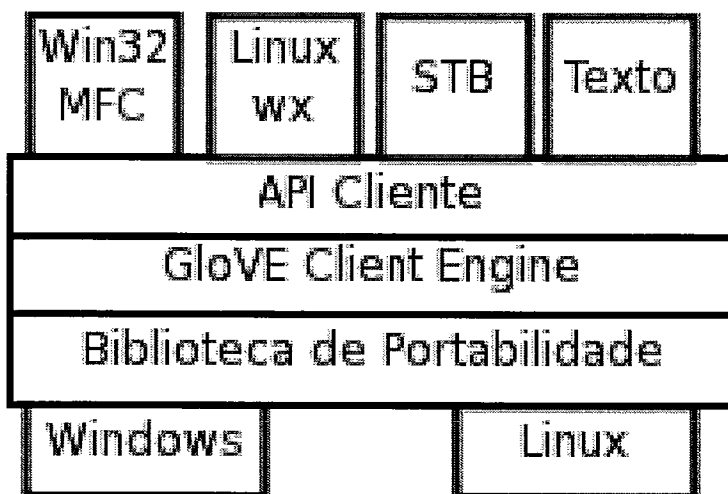 Win32 MFC
Linux wx
STB
Texto
API Cliente
GloVE Client Engine
Biblioteca de Portabilidade
Windows
Linux